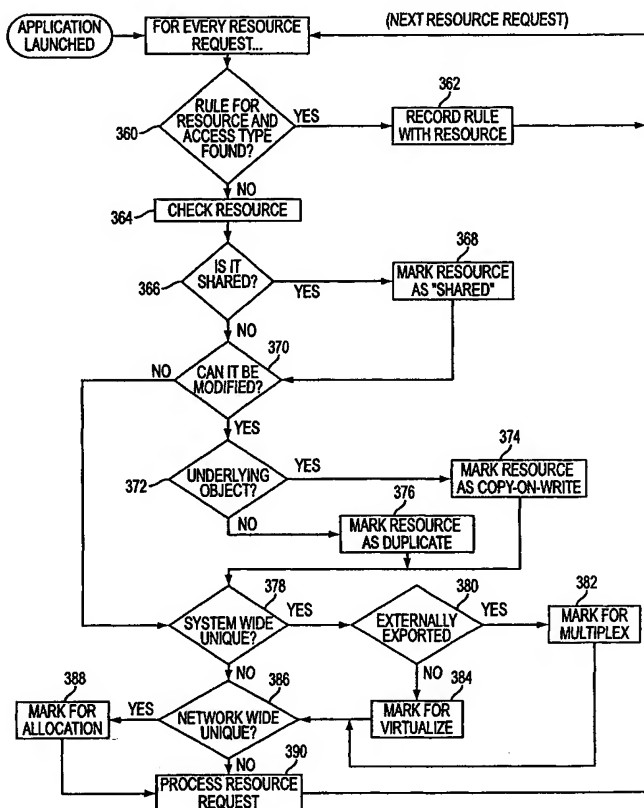 APPLICATION
LAUNCHED
FOR EVERY RESOURCE
REQUEST...
(NEXT RESOURCE REQUEST)
360
RULE FOR
RESOURCE AND
ACCESS TYPE
FOUND?
YES
362
RECORD RULE
WITH RESOURCE
NO
364
CHECK RESOURCE
366
IS IT
SHARED?
YES
368
MARK RESOURCE
AS "SHARED"
NO
370
NO
CAN IT BE
MODIFIED?
YES
372
UNDERLYING
OBJECT?
YES
374
MARK RESOURCE
AS COPY-ON-WRITE
NO
376
MARK RESOURCE
AS DUPLICATE
378
SYSTEM WIDE
UNIQUE?
YES
380
EXTERNALLY
EXPORTED
YES
382
MARK FOR
MULTIPLEX
NO
NO
384
MARK FOR
VIRTUALIZE
386
NETWORK WIDE
UNIQUE?
YES
388
MARK FOR
ALLOCATION
NO
390
PROCESS RESOURCE
REQUEST